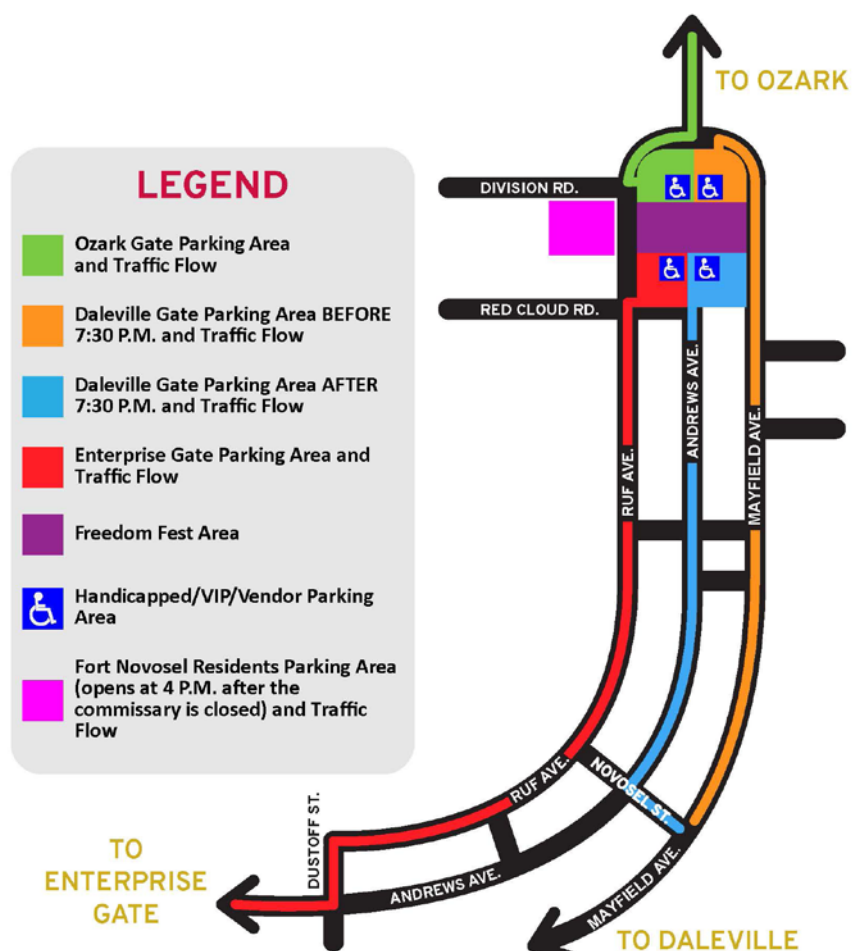 TO OZARK
LEGEND
Ozark Gate Parking Area
and Traffic Flow
Daleville Gate Parking Area BEFORE
7:30 P.M. and Traffic Flow
Daleville Gate Parking Area AFTER
7:30 P.M. and Traffic Flow
Enterprise Gate Parking Area and
Traffic Flow
Freedom Fest Area
Handicapped/VIP/Vendor Parking
Area
Fort Novosel Residents Parking Area
(opens at 4 P.M. after the
commissary is closed) and Traffic
Flow
DIVISION RD.
RED CLOUD RD.
RUF AVE.
ANDREWS AVE.
MAYFIELD AVE.
NOVOSEL ST.
RUF AVE.
DUSTOFF ST.
ANDREWS AVE.
MAYFIELD AVE.
TO
ENTERPRISE
GATE
TO DALEVILLE